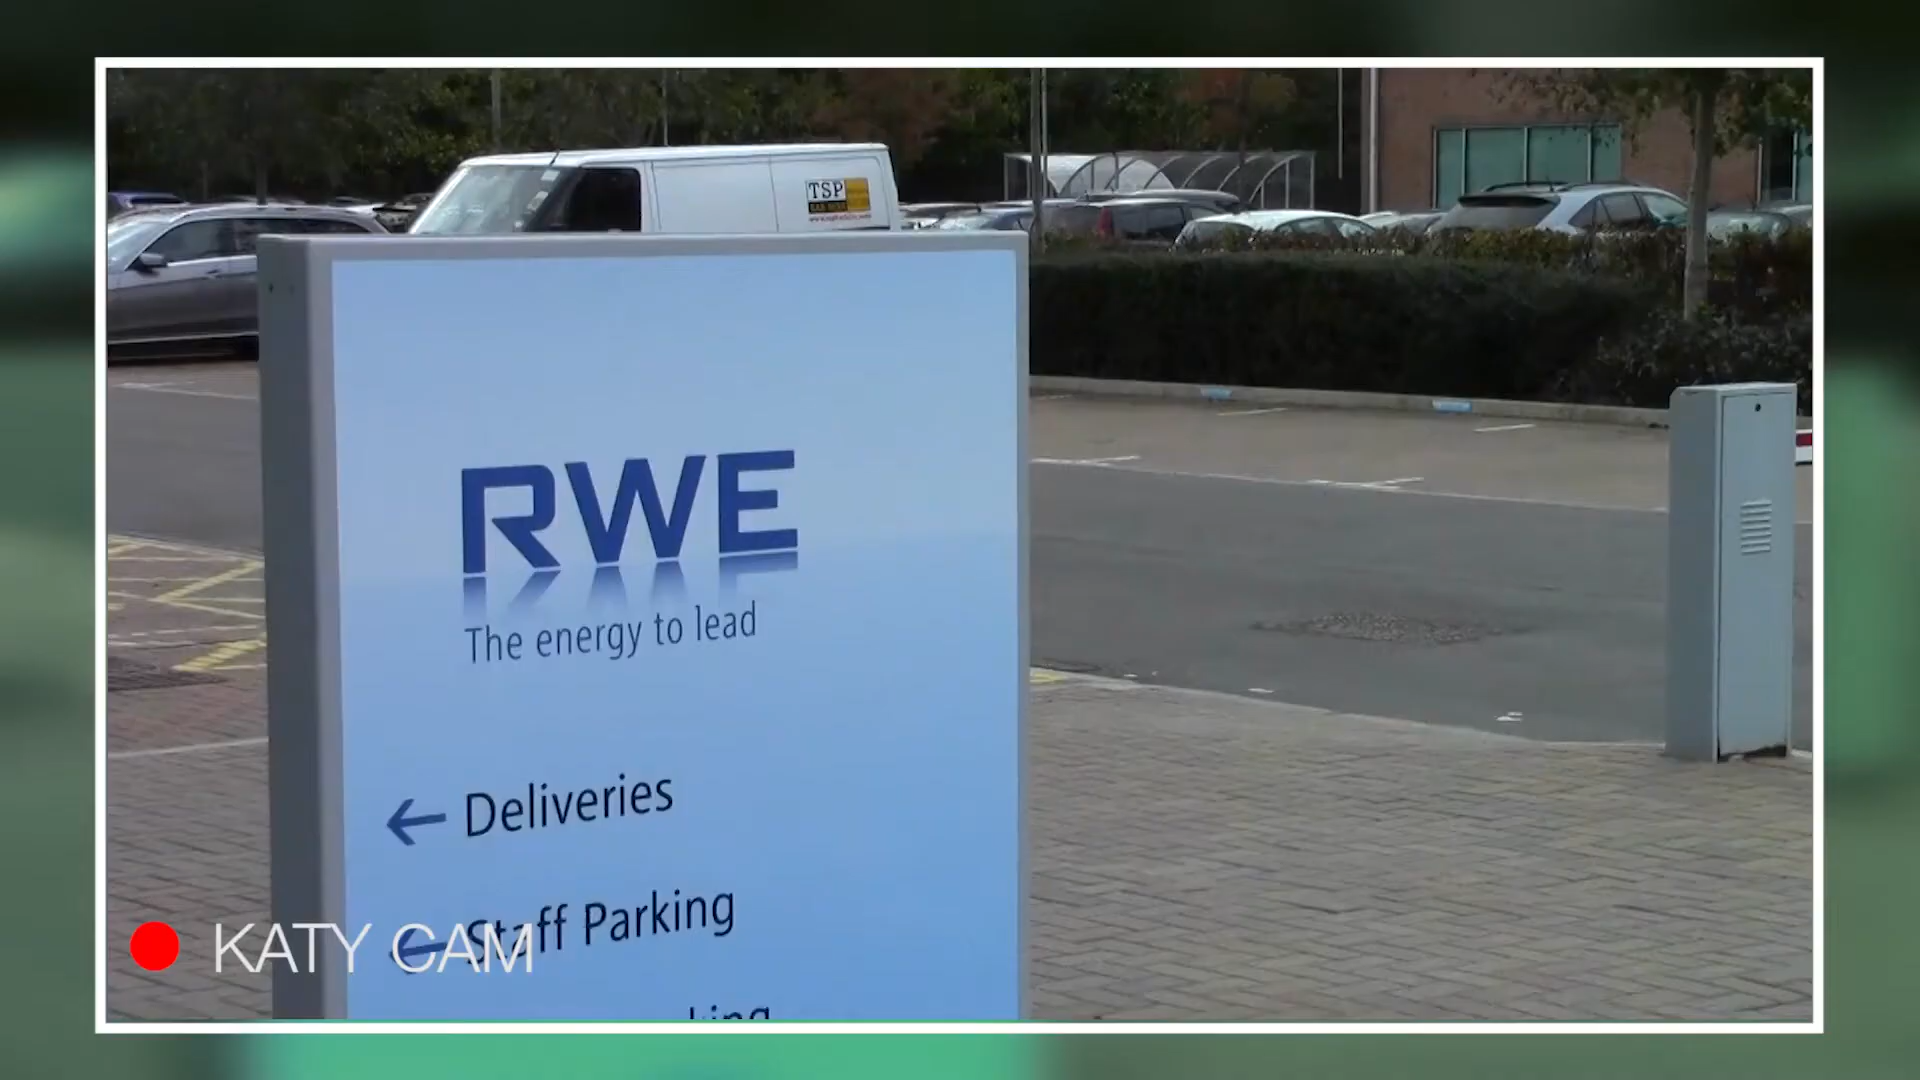 TSP
RWE
The energy to lead
← Deliveries
← Staff Parking
KATY CAM